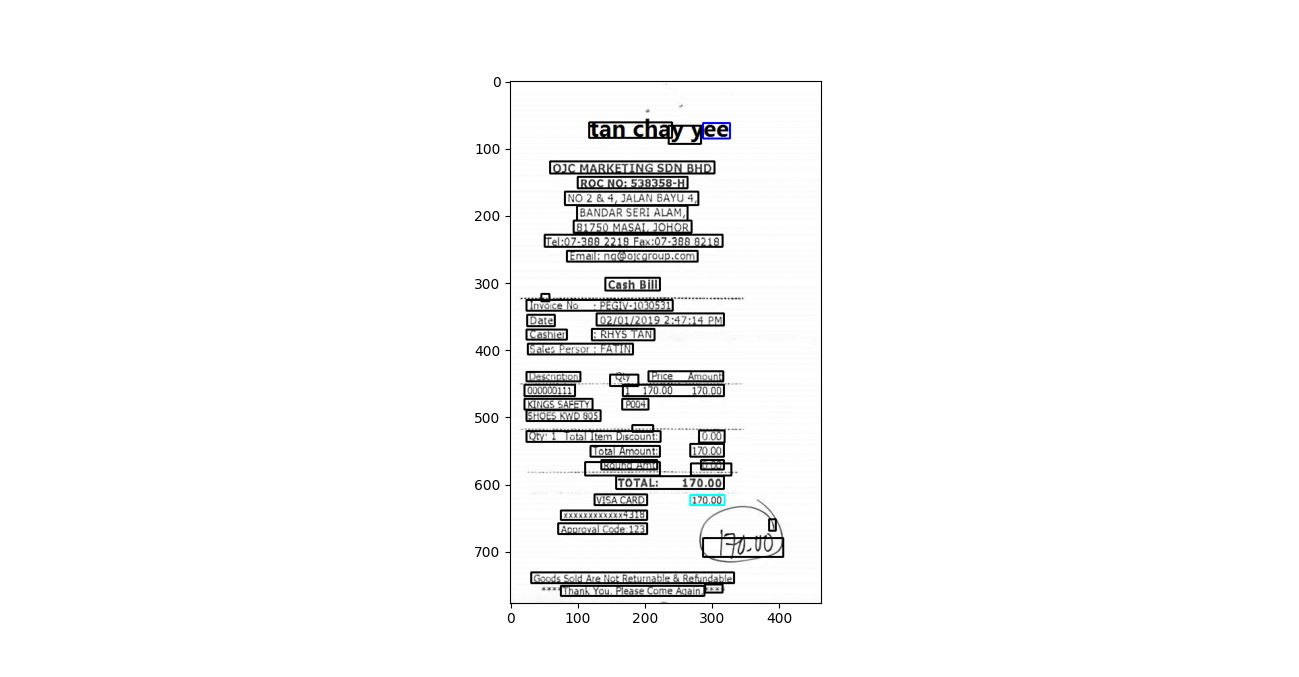 0
100
200
300
400
500
600
700
0 100 200 300 400
tan chay yee
OJC MARKETING SDN BHD
ROC NO: 538358-H
NO 2 & 4, JALAN BAYU 4,
BANDAR SERI ALAM,
81750 MASAI, JOHOR
Tel:07-388 2218 Fax:07-388 8218
Email: ng@ojcgroup.com
Cash Bill
Invoice No : PEGIV-1030531
Date : 02/01/2019 2:47:14 PM
Cashier : RHYS TAN
Sales Persor : FATIN
Description Qty Price Amount
000000111 1 170.00 170.00
KINGS SAFETY P004
SHOES KWD 805
Qty: 1 Total Item Discount: 0.00
Total Amount: 170.00
Round Amt: 0.00
TOTAL: 170.00
VISA CARD 170.00
xxxxxxxxxxxx4318
Approval Code:123
170.00
Goods Sold Are Not Returnable & Refundable
****Thank You. Please Come Again.****